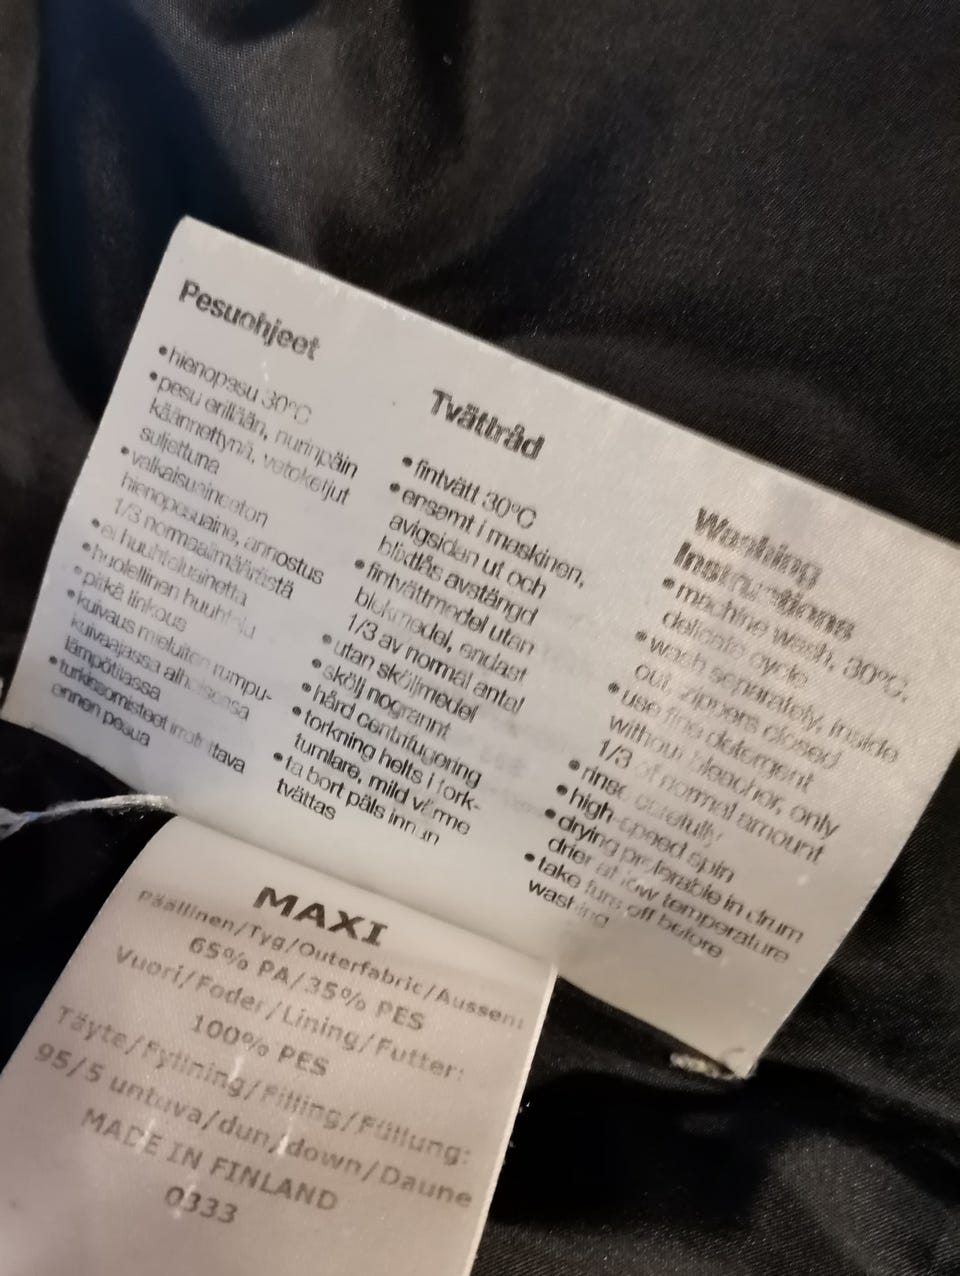 Pesuohjeet
•hienopesu 30°C
•pesu erillään, nurinpäin
käännettynä, vetoketjut
suljettuna
•valkaisuaineeton
hienopesuaine, annostus
1/3 normaalimäärästä
•ei huuhteluainetta
•huolellinen huuhtelu
•pitkä linkous
•kuivaus mieluiten rumpu-
kuivaajassa alhaisessa
lämpötilassa
•turkissomisteet irrotettava
ennen pesua
Tvättråd
•fintvätt 30°C
•ensamt i maskinen,
avigsidan ut och
blixtlås avstängd
•fintvättmedel utan
blekmedel, endast
1/3 av normal antal
•utan sköljmedel
•skölj nogrannt
•hård centrifugering
•torkning helts i tork-
tumlare, mild värme
•ta bort päls innan
tvättas
Washing
Instructions
•machine wash, 30°C,
delicate cycle
•wash separately, inside
out, zippers closed
•use fine detergent
without bleachor, only
1/3 of normal amount
•rinse carefully
•high-speed spin
•drying preferable in drum
drier at low temperature
•take furs off before
washing
MAXI
Päällinen/Tyg/Outerfabric/Aussen:
65% PA/35% PES
Vuori/Foder/Lining/Futter:
100% PES
Täyte/Fyllning/Filling/Füllung:
95/5 untuva/dun/down/Daune
MADE IN FINLAND
0333